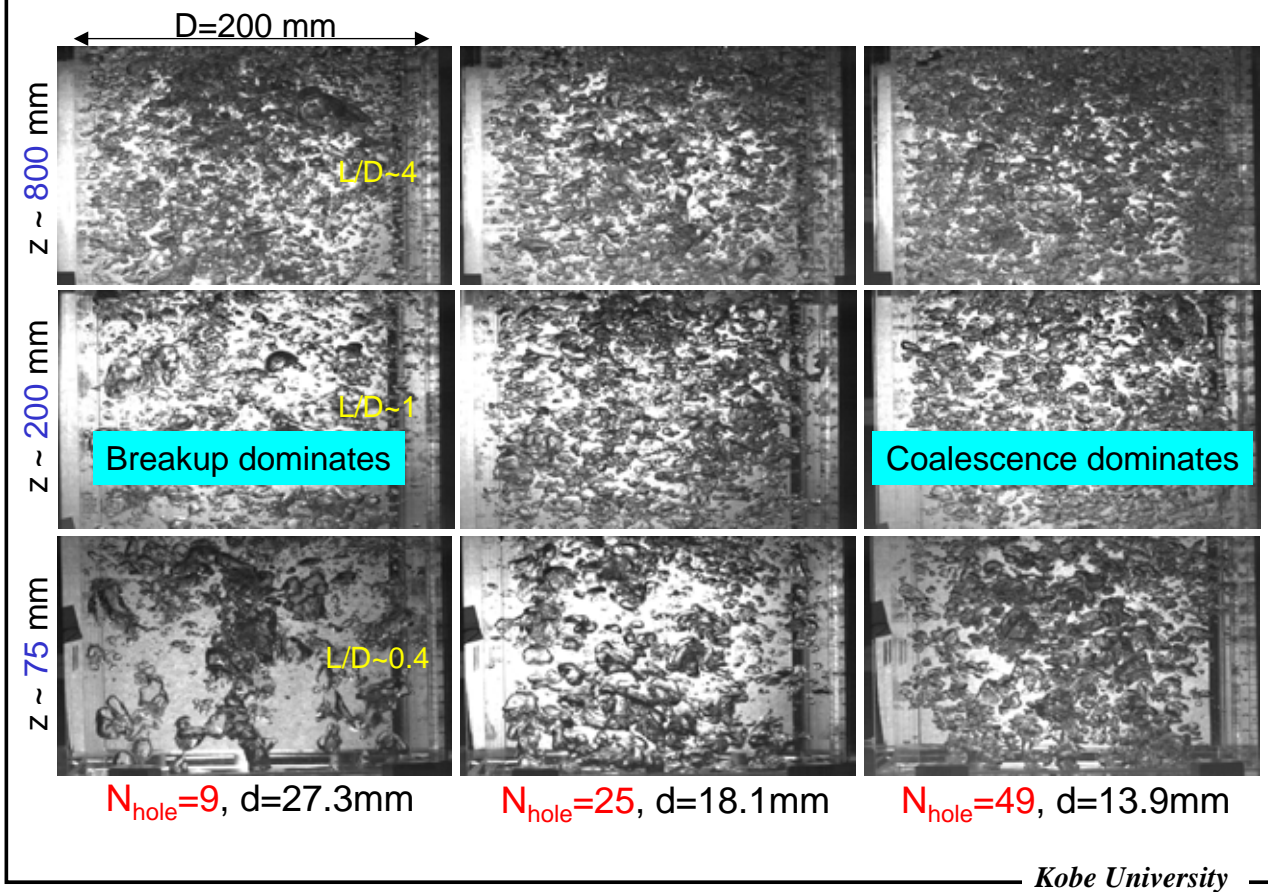 D=200 mm
z ~ 800 mm
L/D~4
z ~ 200 mm
L/D~1
Breakup dominates
Coalescence dominates
z ~ 75 mm
L/D~0.4
N_hole=9, d=27.3mm
N_hole=25, d=18.1mm
N_hole=49, d=13.9mm
Kobe University